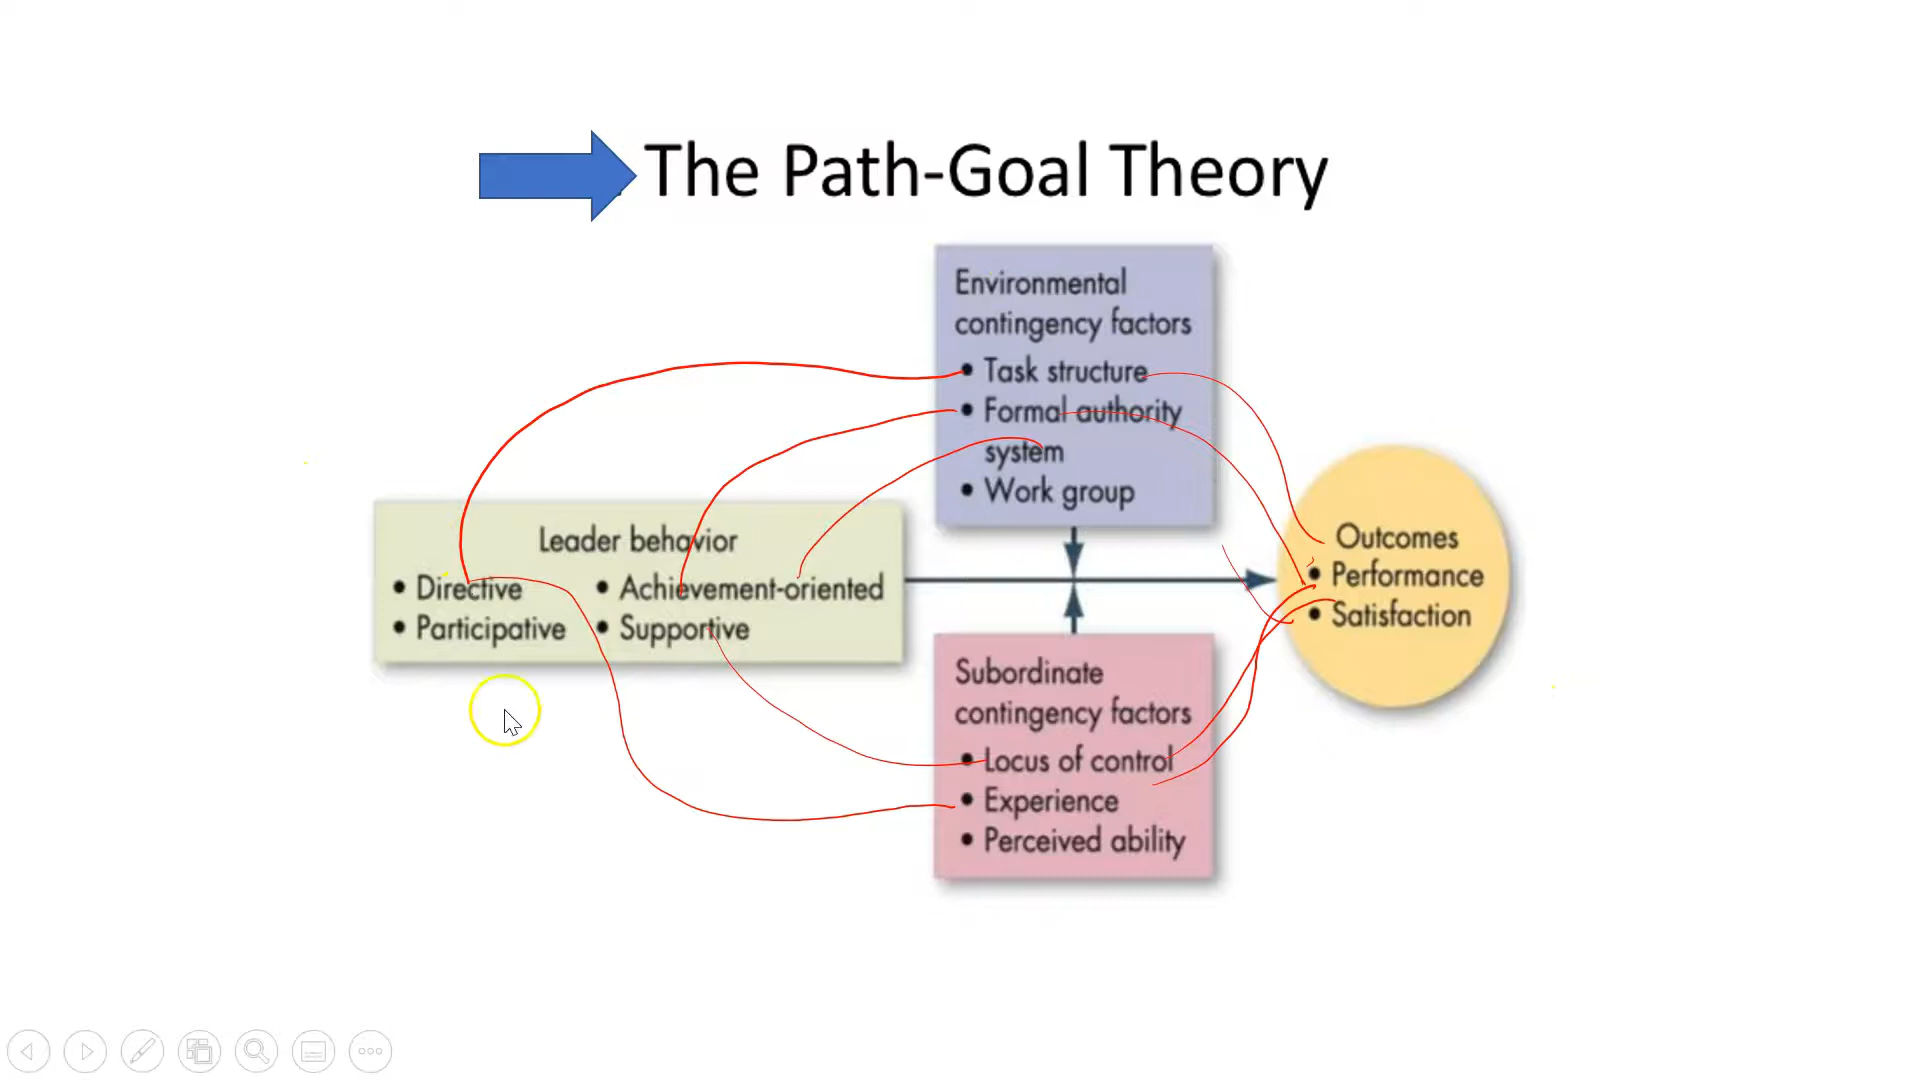 The Path-Goal Theory
Environmental
contingency factors
• Task structure
• Formal authority
system
• Work group
Leader behavior
• Directive
• Achievement-oriented
• Participative
• Supportive
Outcomes
• Performance
• Satisfaction
Subordinate
contingency factors
• Locus of control
• Experience
• Perceived ability